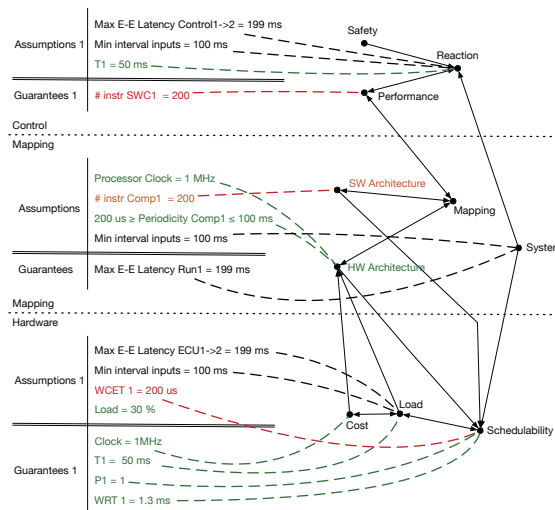 Max E-E Latency Control1->2 = 199 ms
Safety
Assumptions 1
Min interval inputs = 100 ms
Reaction
T1 = 50 ms
Guarantees 1
# instr SWC1 = 200
Performance
Control
Mapping
Processor Clock = 1 MHz
SW Architecture
Assumptions
# instr Comp1 = 200
Mapping
200 us ≥ Periodicity Comp1 ≤ 100 ms
Min interval inputs = 100 ms
System
Guarantees
Max E-E Latency Run1 = 199 ms
HW Architecture
Mapping
Hardware
Max E-E Latency ECU1->2 = 199 ms
Min interval inputs = 100 ms
Assumptions 1
WCET 1 = 200 us
Load = 30 %
Load
Cost
Schedulability
Clock = 1MHz
T1 = 50 ms
Guarantees 1
P1 = 1
WRT 1 = 1.3 ms